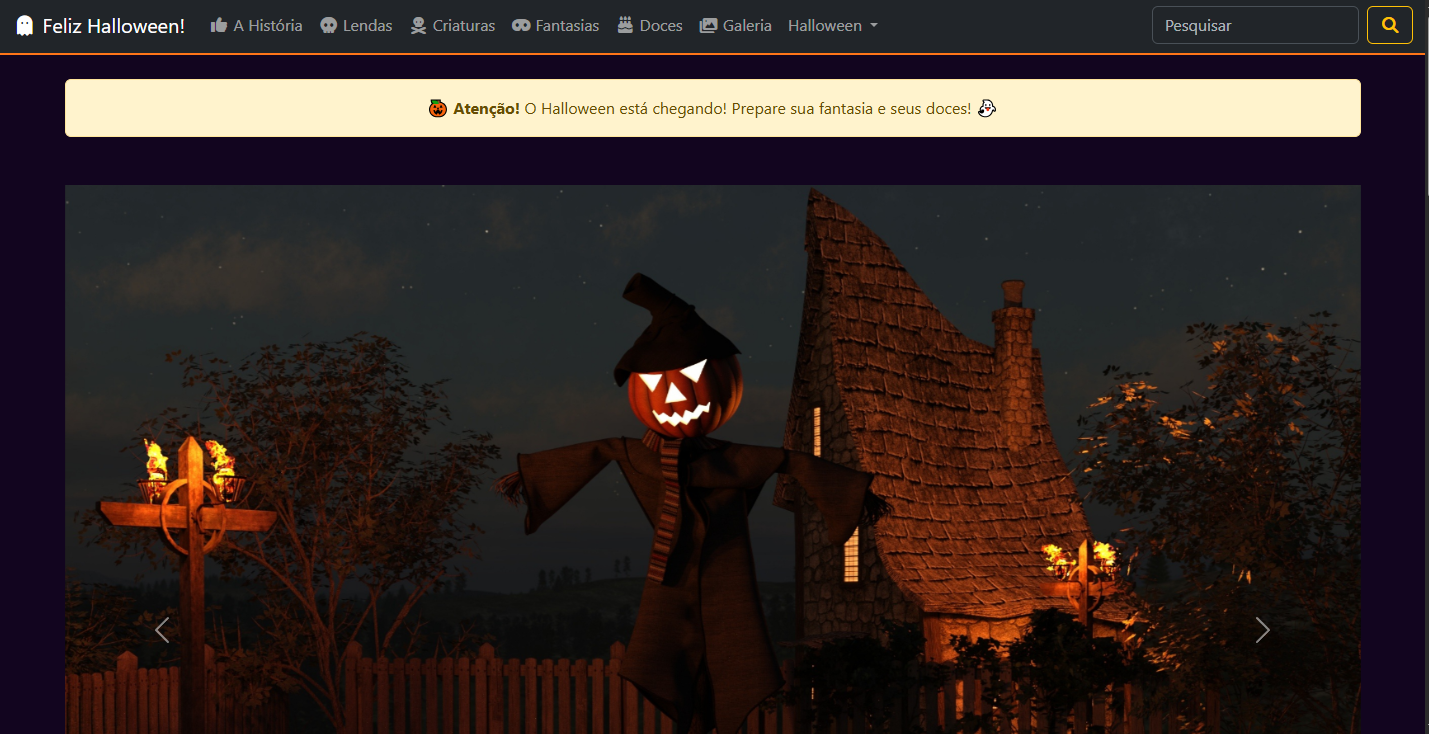 Feliz Halloween! A História Lendas Criaturas Fantasias Doces Galeria Halloween Pesquisar
Atenção! O Halloween está chegando! Prepare sua fantasia e seus doces!